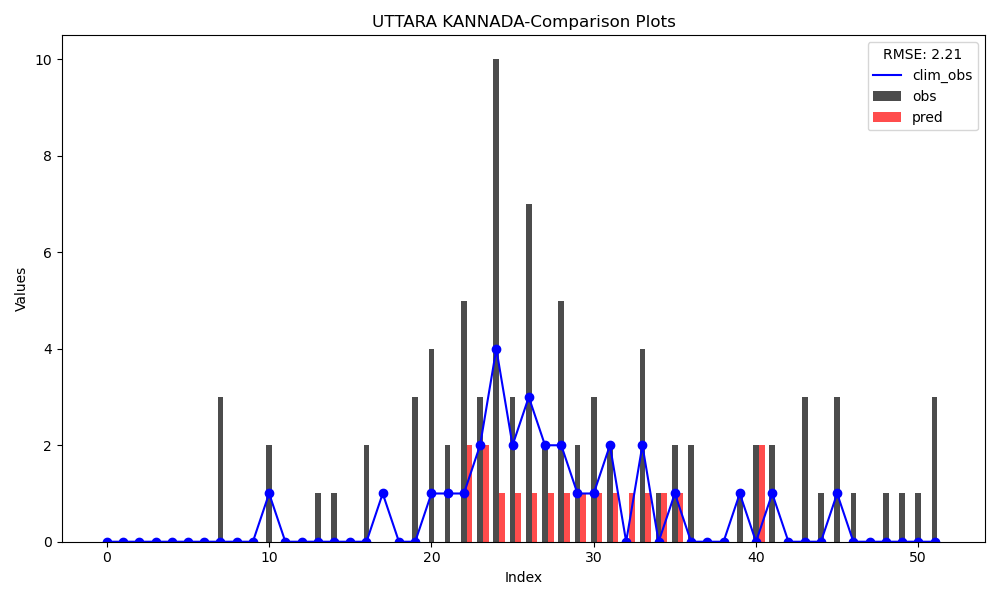 UTTARA KANNADA-Comparison Plots
RMSE: 2.21
clim_obs
obs
pred
Values
10
8
6
4
2
0
0 10 20 30 40 50
Index